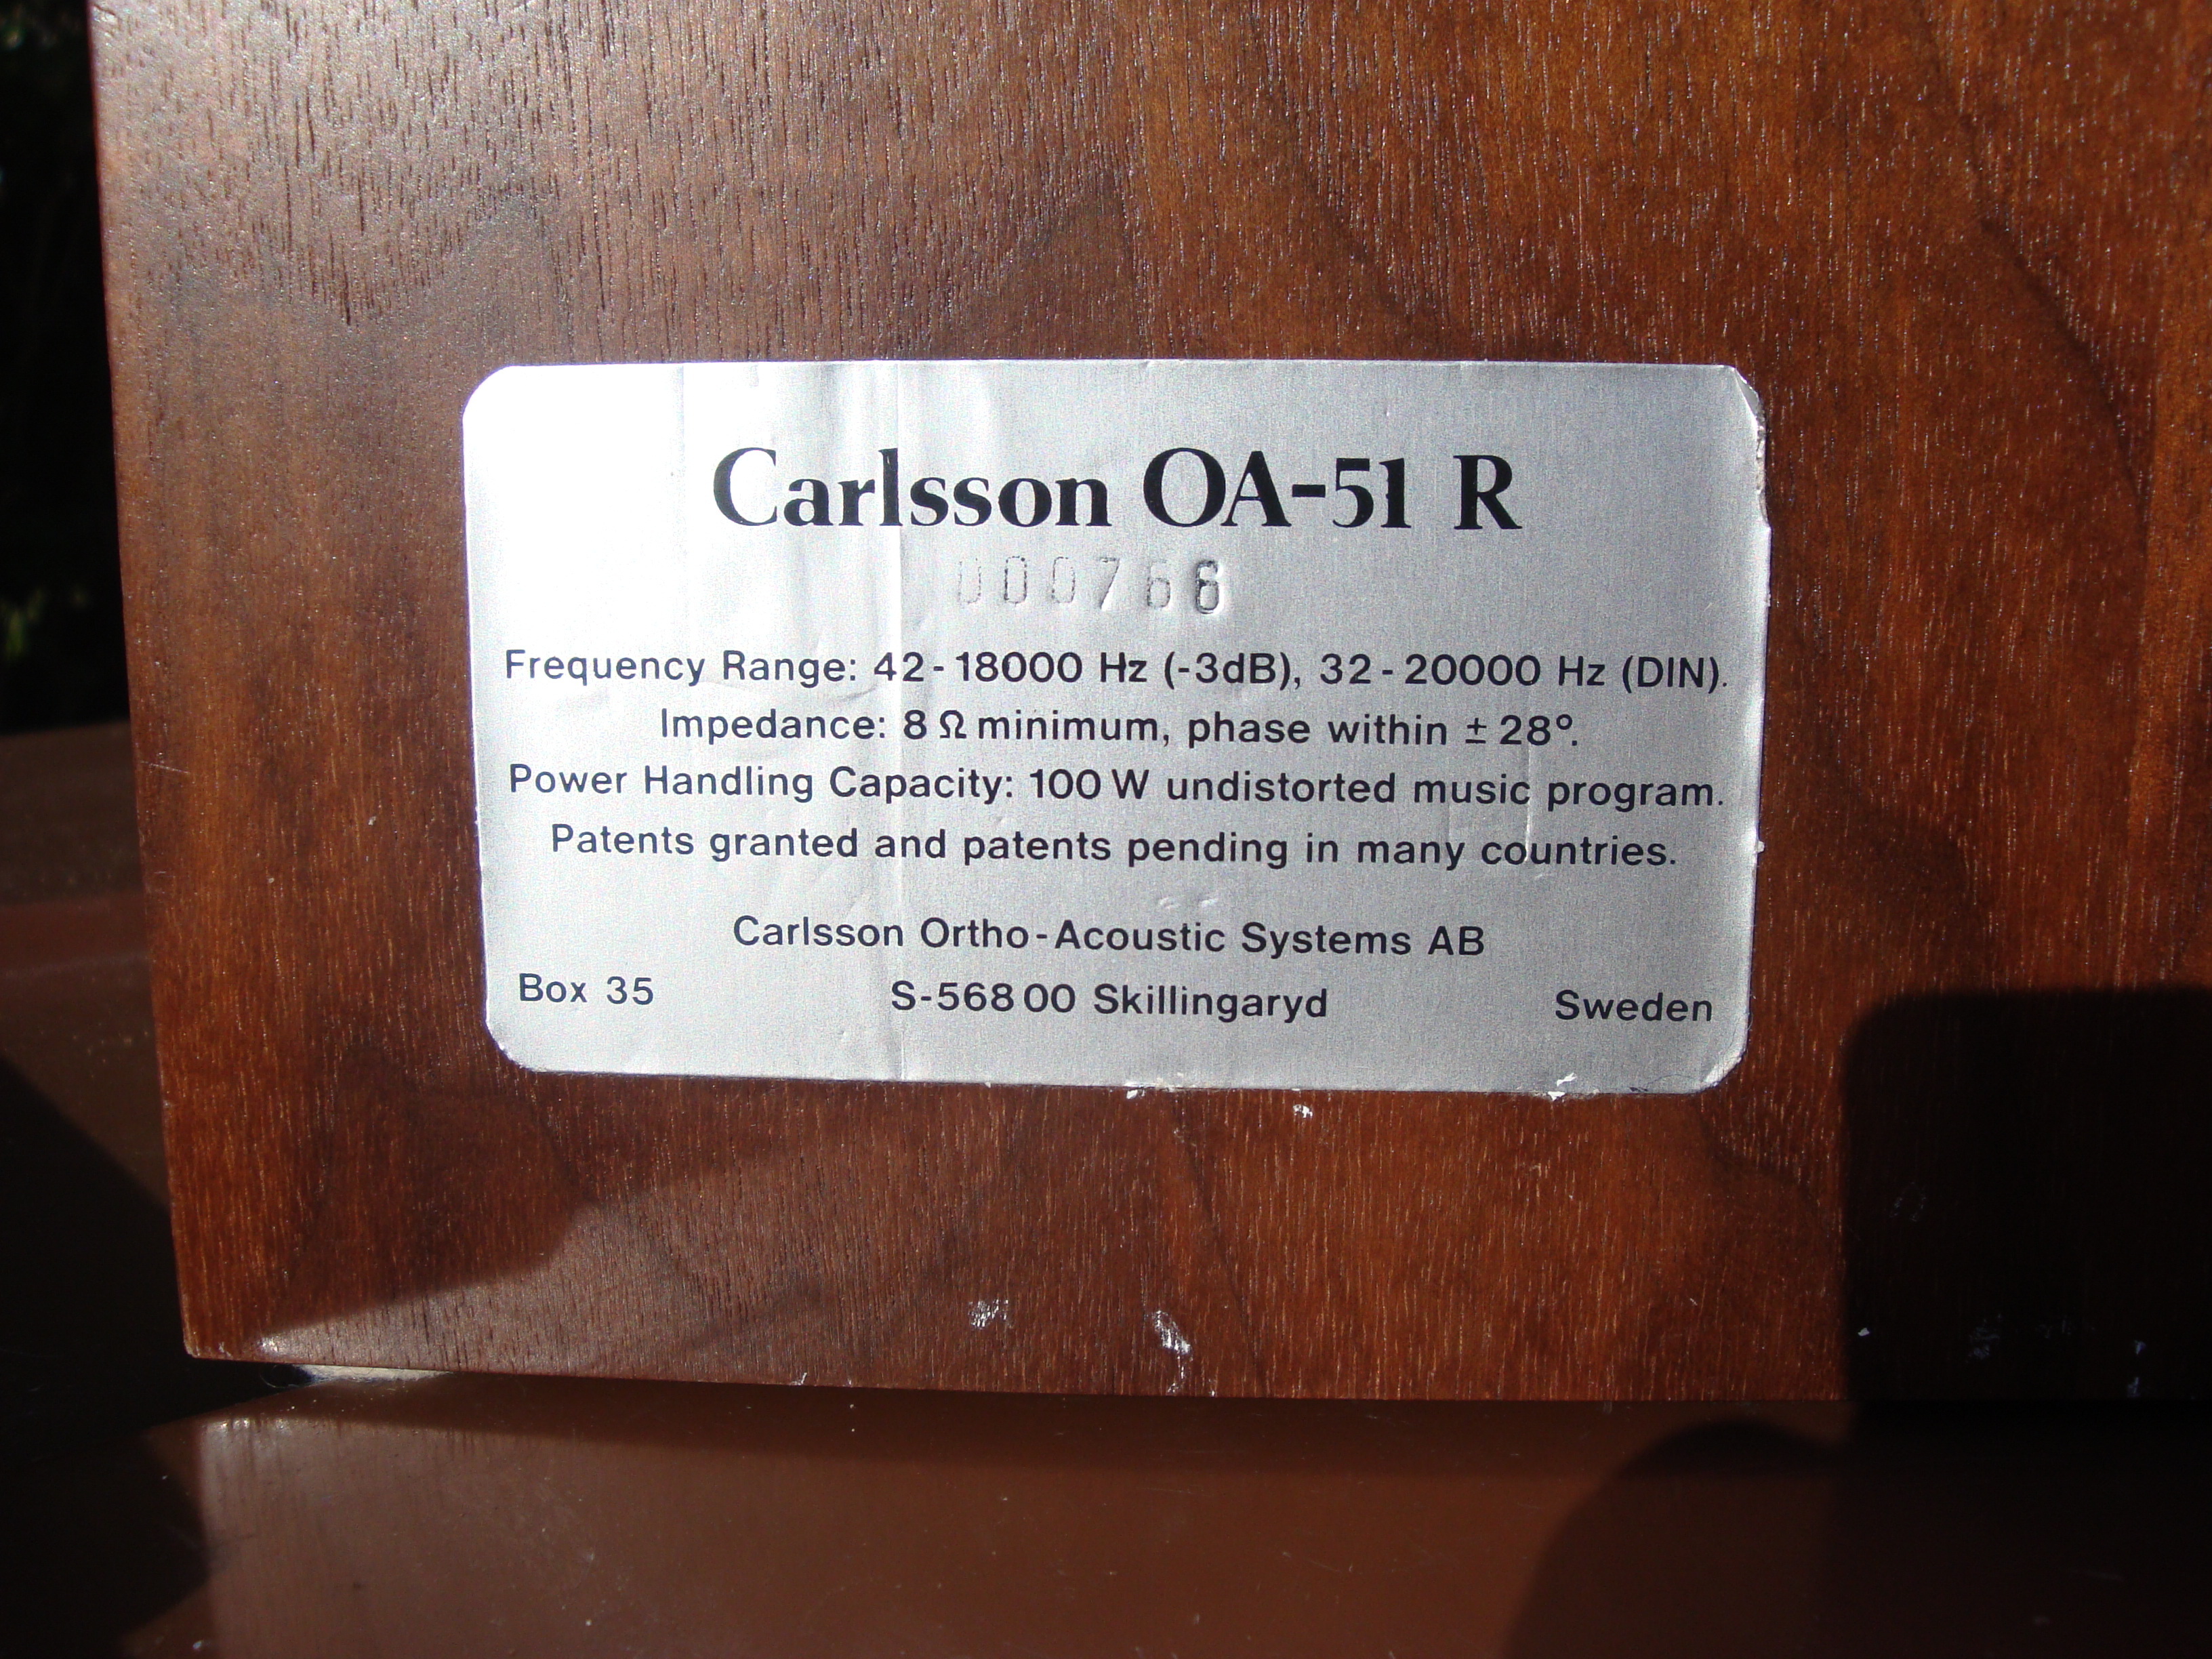 Carlsson OA-51 R
000766
Frequency Range: 42-18000 Hz (-3dB), 32-20000 Hz (DIN).
Impedance: 8 Ω minimum, phase within ± 28°.
Power Handling Capacity: 100 W undistorted music program.
Patents granted and patents pending in many countries.
Carlsson Ortho-Acoustic Systems AB
Box 35 S-568 00 Skillingaryd Sweden